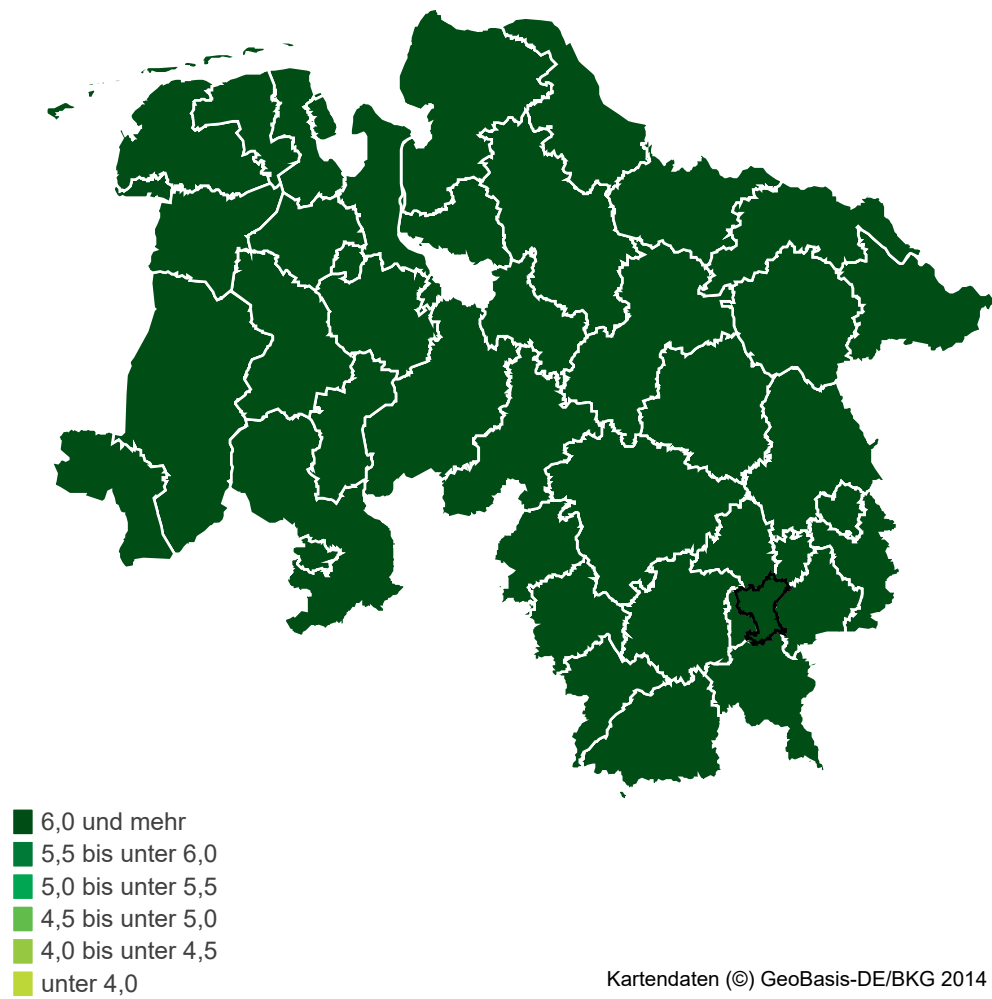 6,0 und mehr
5,5 bis unter 6,0
5,0 bis unter 5,5
4,5 bis unter 5,0
4,0 bis unter 4,5
unter 4,0
Kartendaten (©) GeoBasis-DE/BKG 2014